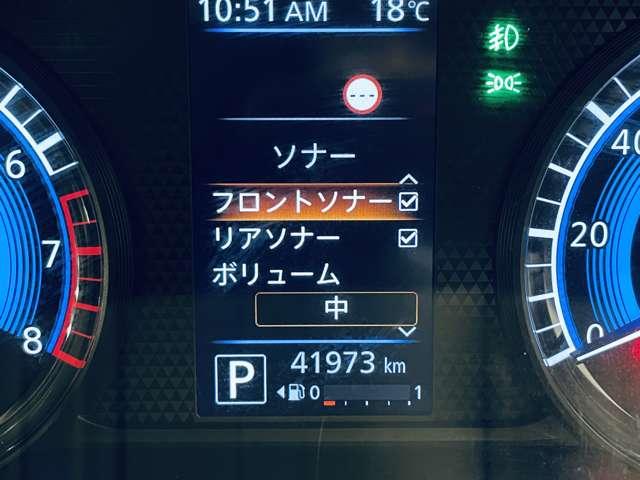 10:51 AM 18℃
---
ソナー
フロントソナー
リアソナー
ボリューム
中
P 41973 km
0 1
6
7
8
40
20
0